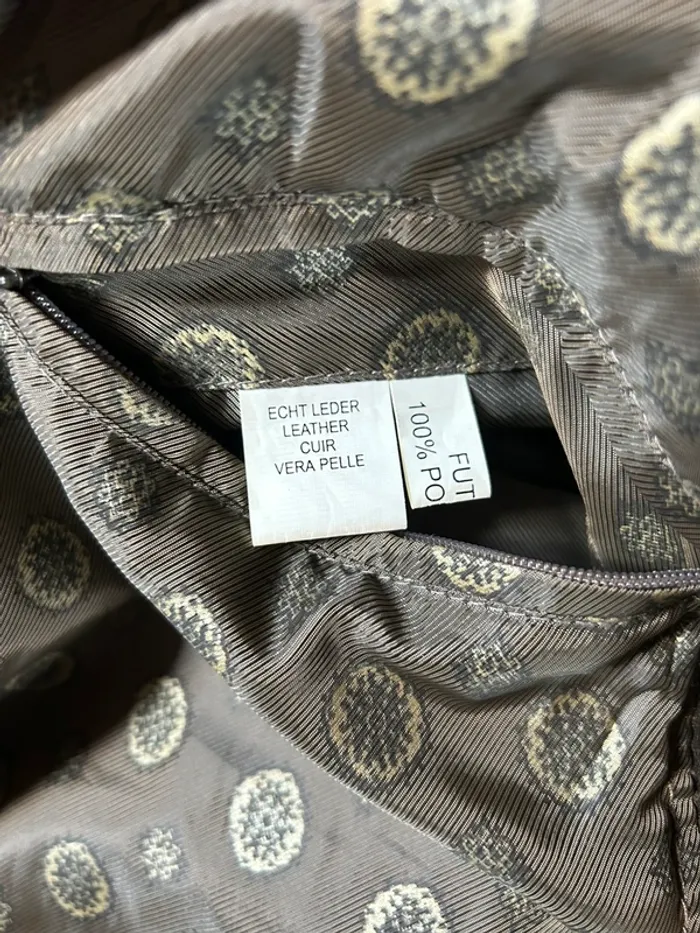 ECHT LEDER
LEATHER
CUIR
VERA PELLE
FUT
100% PO